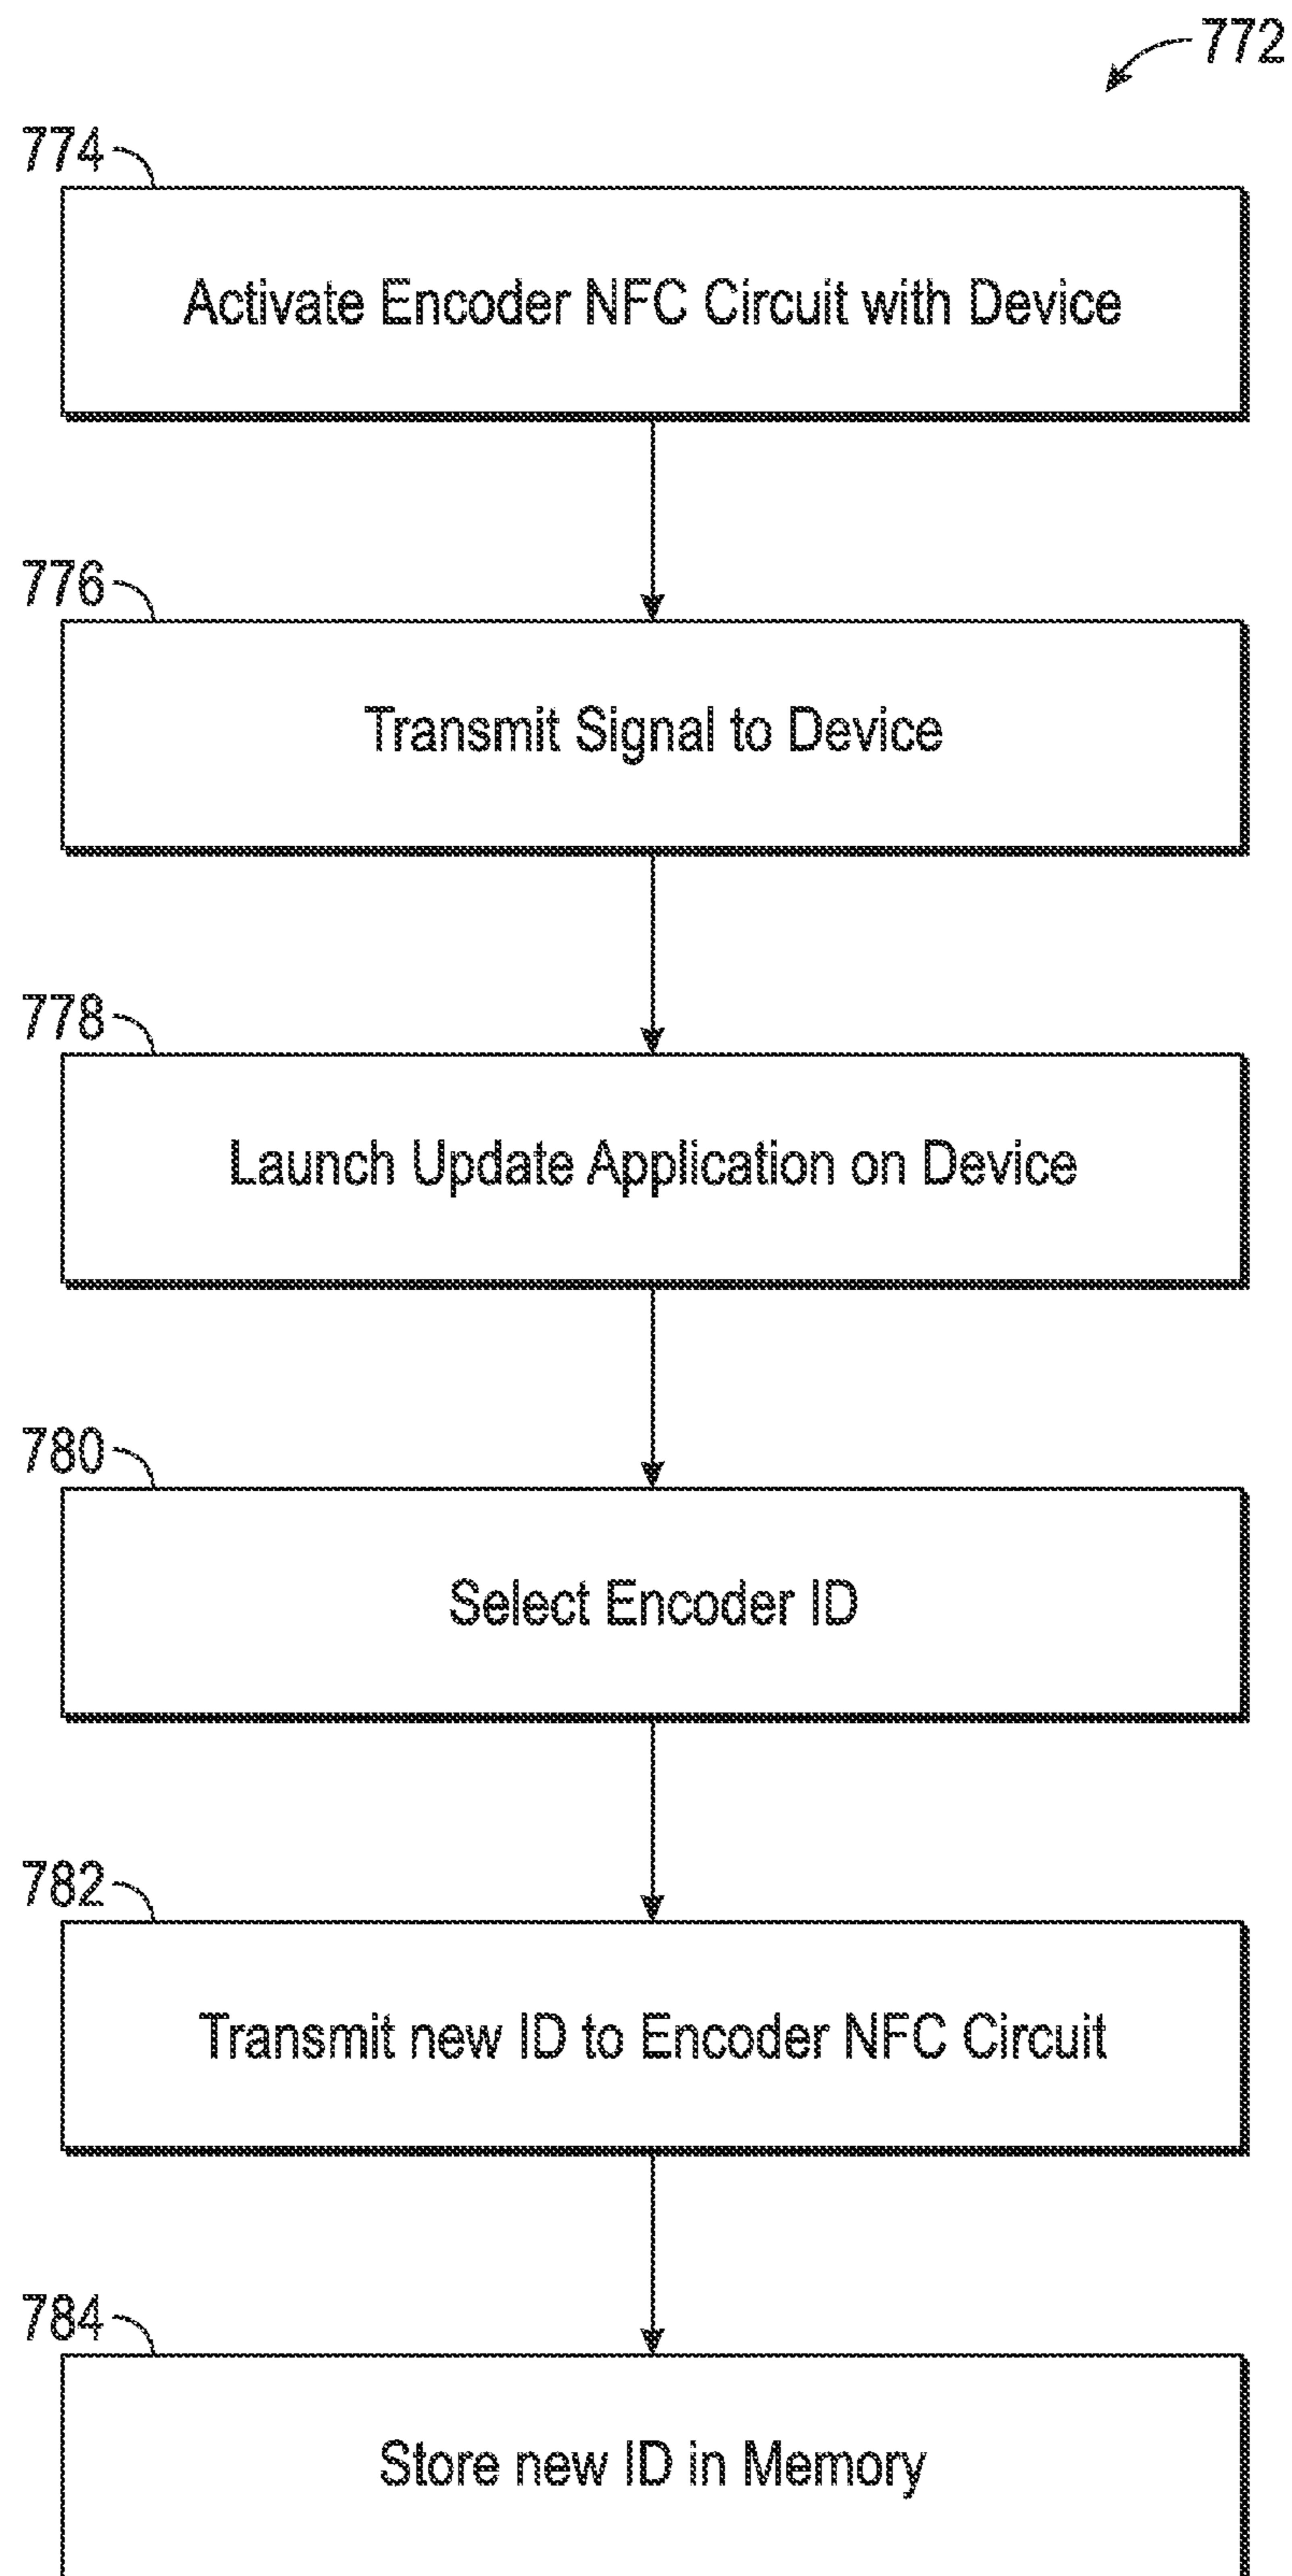 772
774
Activate Encoder NFC Circuit with Device
776
Transmit Signal to Device
778
Launch Update Application on Device
780
Select Encoder ID
782
Transmit new ID to Encoder NFC Circuit
784
Store new ID in Memory